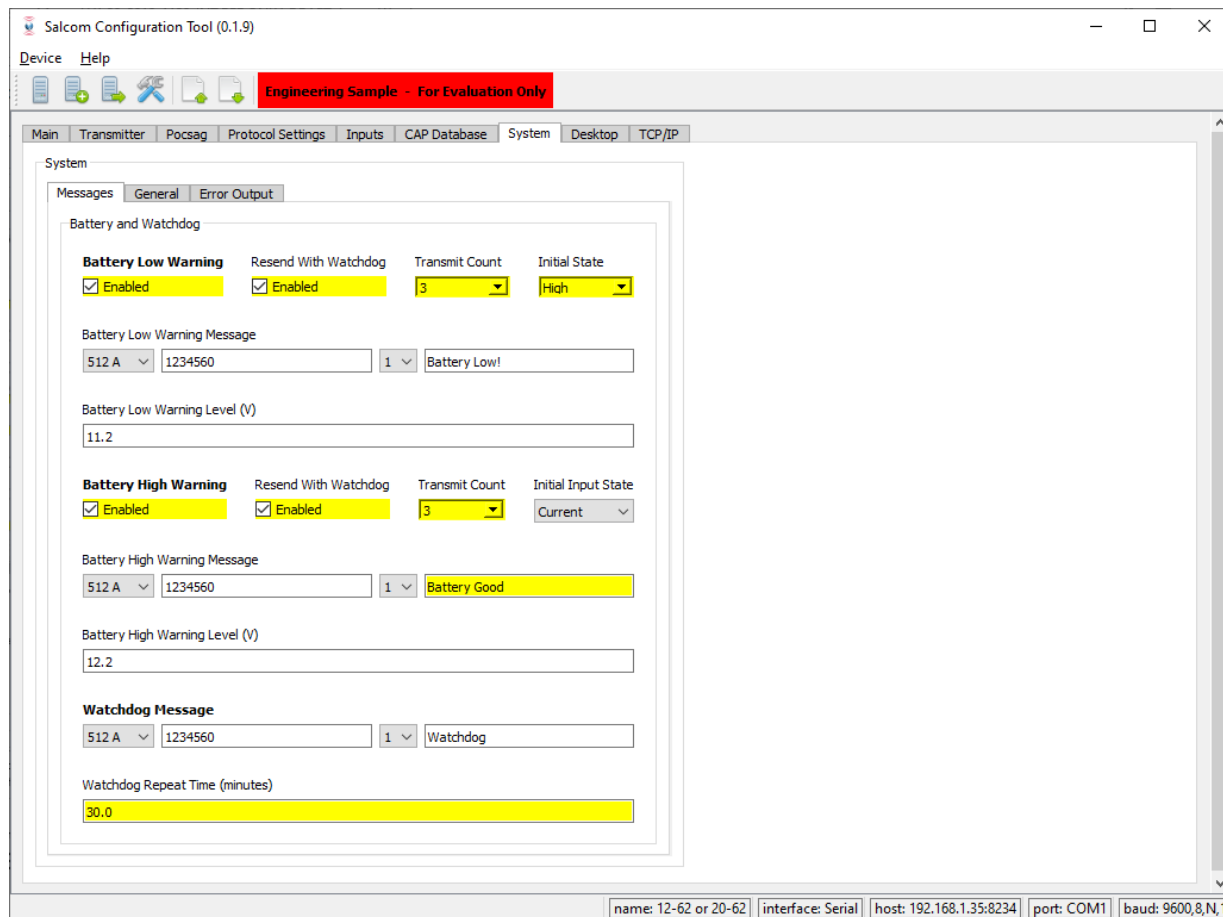 Salcom Configuration Tool (0.1.9)
Device Help
Engineering Sample - For Evaluation Only
Main Transmitter Pocsag Protocol Settings Inputs CAP Database System Desktop TCP/IP
System
Messages General Error Output
Battery and Watchdog
Battery Low Warning Resend With Watchdog Transmit Count Initial State
Enabled Enabled 3 High
Battery Low Warning Message
512 A 1234560 1 Battery Low!
Battery Low Warning Level (V)
11.2
Battery High Warning Resend With Watchdog Transmit Count Initial Input State
Enabled Enabled 3 Current
Battery High Warning Message
512 A 1234560 1 Battery Good
Battery High Warning Level (V)
12.2
Watchdog Message
512 A 1234560 1 Watchdog
Watchdog Repeat Time (minutes)
30.0
name: 12-62 or 20-62 interface: Serial host: 192.168.1.35:8234 port: COM1 baud: 9600,8,N,